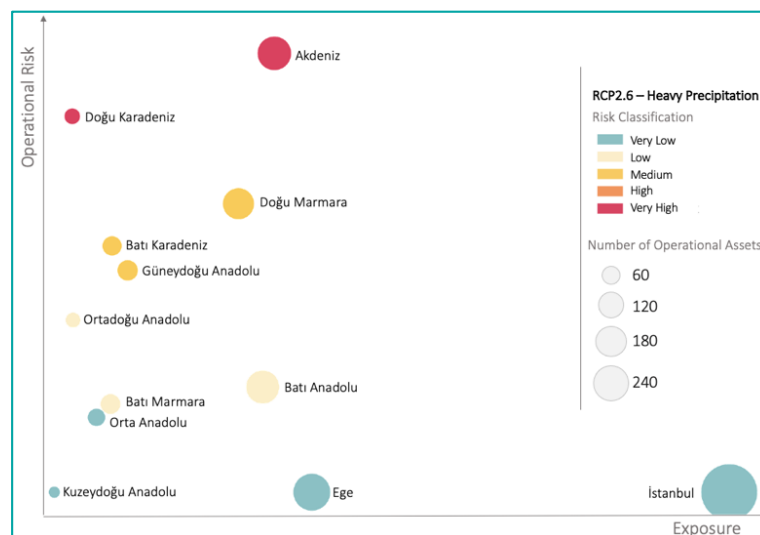 Operational Risk
Akdeniz
Doğu Karadeniz
Doğu Marmara
Batı Karadeniz
Güneydoğu Anadolu
Ortadoğu Anadolu
Batı Anadolu
Batı Marmara
Orta Anadolu
Kuzeydoğu Anadolu
Ege
İstanbul
Exposure
RCP2.6 – Heavy Precipitation
Risk Classification
Very Low
Low
Medium
High
Very High
Number of Operational Assets
60
120
180
240